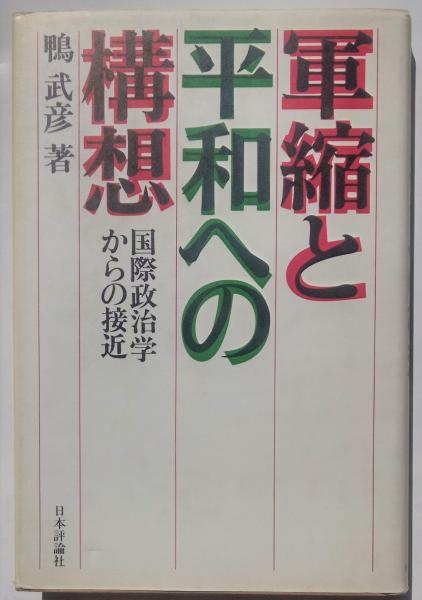 軍縮と
平和への
構想
国際政治学
からの接近
鴨武彦著
日本評論社